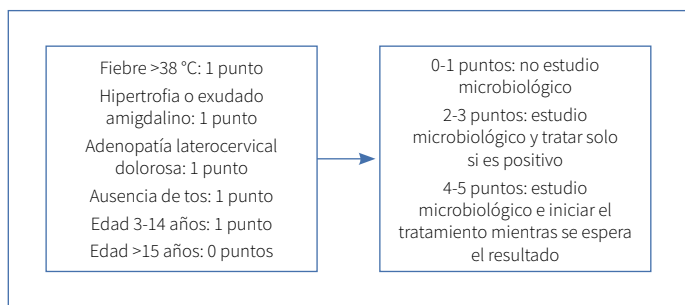 Fiebre >38 °C: 1 punto
Hipertrofia o exudado
amigdalino: 1 punto
Adenopatía laterocervical
dolorosa: 1 punto
Ausencia de tos: 1 punto
Edad 3-14 años: 1 punto
Edad >15 años: 0 puntos
0-1 puntos: no estudio
microbiológico
2-3 puntos: estudio
microbiológico y tratar solo
si es positivo
4-5 puntos: estudio
microbiológico e iniciar el
tratamiento mientras se espera
el resultado